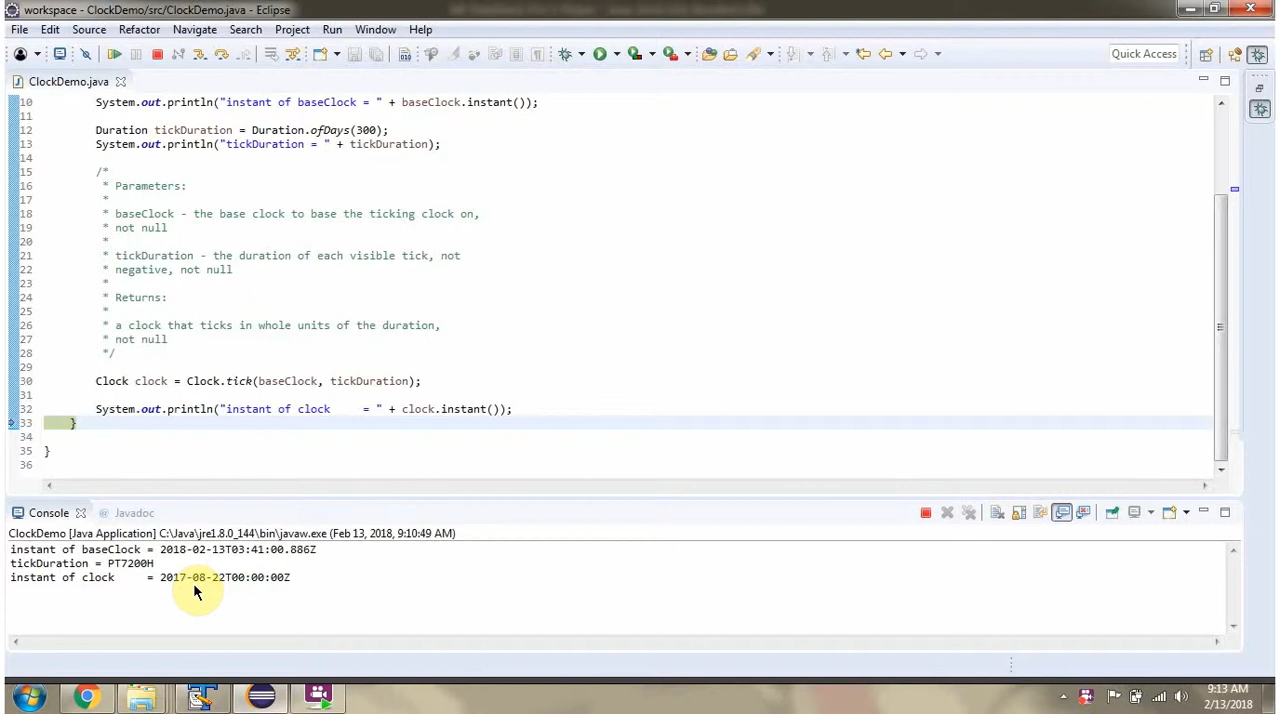 workspace - ClockDemo/src/ClockDemo.java - Eclipse
File Edit Source Refactor Navigate Search Project Run Window Help
Quick Access
ClockDemo.java
10 System.out.println("instant of baseClock = " + baseClock.instant());
11
12 Duration tickDuration = Duration.ofDays(300);
13 System.out.println("tickDuration = " + tickDuration);
14
15 /*
16 * Parameters:
17 *
18 * baseClock - the base clock to base the ticking clock on,
19 * not null
20 *
21 * tickDuration - the duration of each visible tick, not
22 * negative, not null
23 *
24 * Returns:
25 *
26 * a clock that ticks in whole units of the duration,
27 * not null
28 */
29
30 Clock clock = Clock.tick(baseClock, tickDuration);
31
32 System.out.println("instant of clock    = " + clock.instant());
33 }
34
35 }
36
Console Javadoc
ClockDemo [Java Application] C:\Java\jre1.8.0_144\bin\javaw.exe (Feb 13, 2018, 9:10:49 AM)
instant of baseClock = 2018-02-13T03:41:00.886Z
tickDuration = PT7200H
instant of clock     = 2017-08-22T00:00:00Z
9:13 AM
2/13/2018